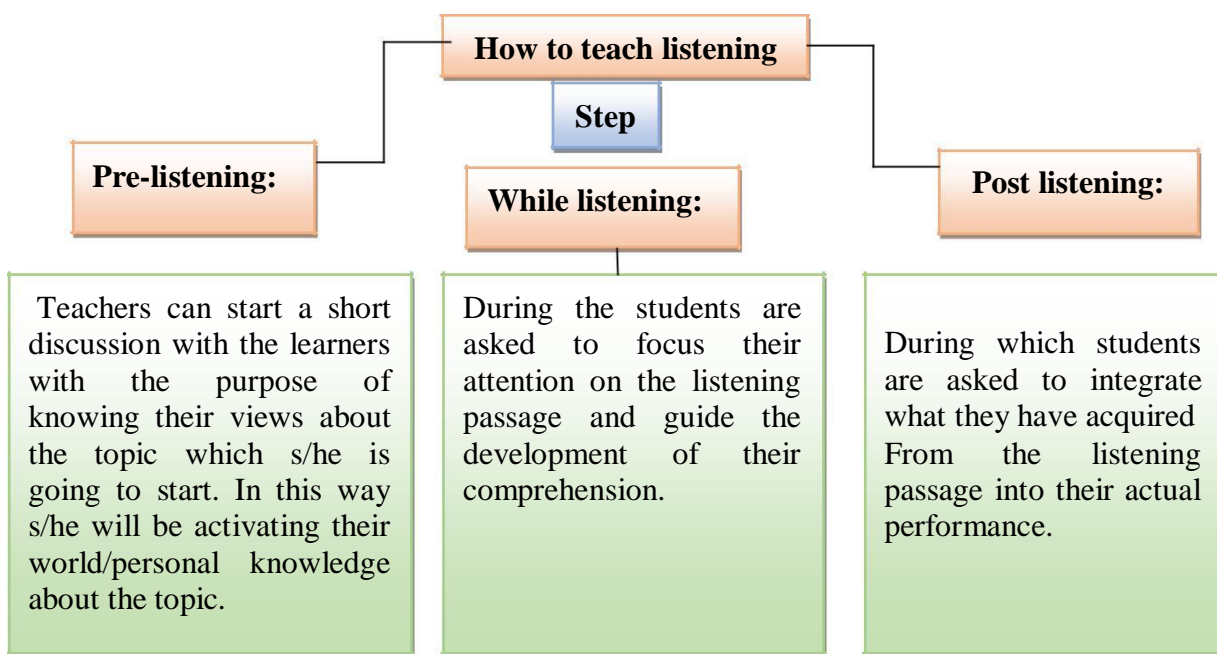 How to teach listening
Step
Pre-listening:
While listening:
Post listening:
Teachers can start a short
discussion with the learners
with the purpose of
knowing their views about
the topic which s/he is
going to start. In this way
s/he will be activating their
world/personal knowledge
about the topic.
During the students are
asked to focus their
attention on the listening
passage and guide the
development of their
comprehension.
During which students
are asked to integrate
what they have acquired
From the listening
passage into their actual
performance.